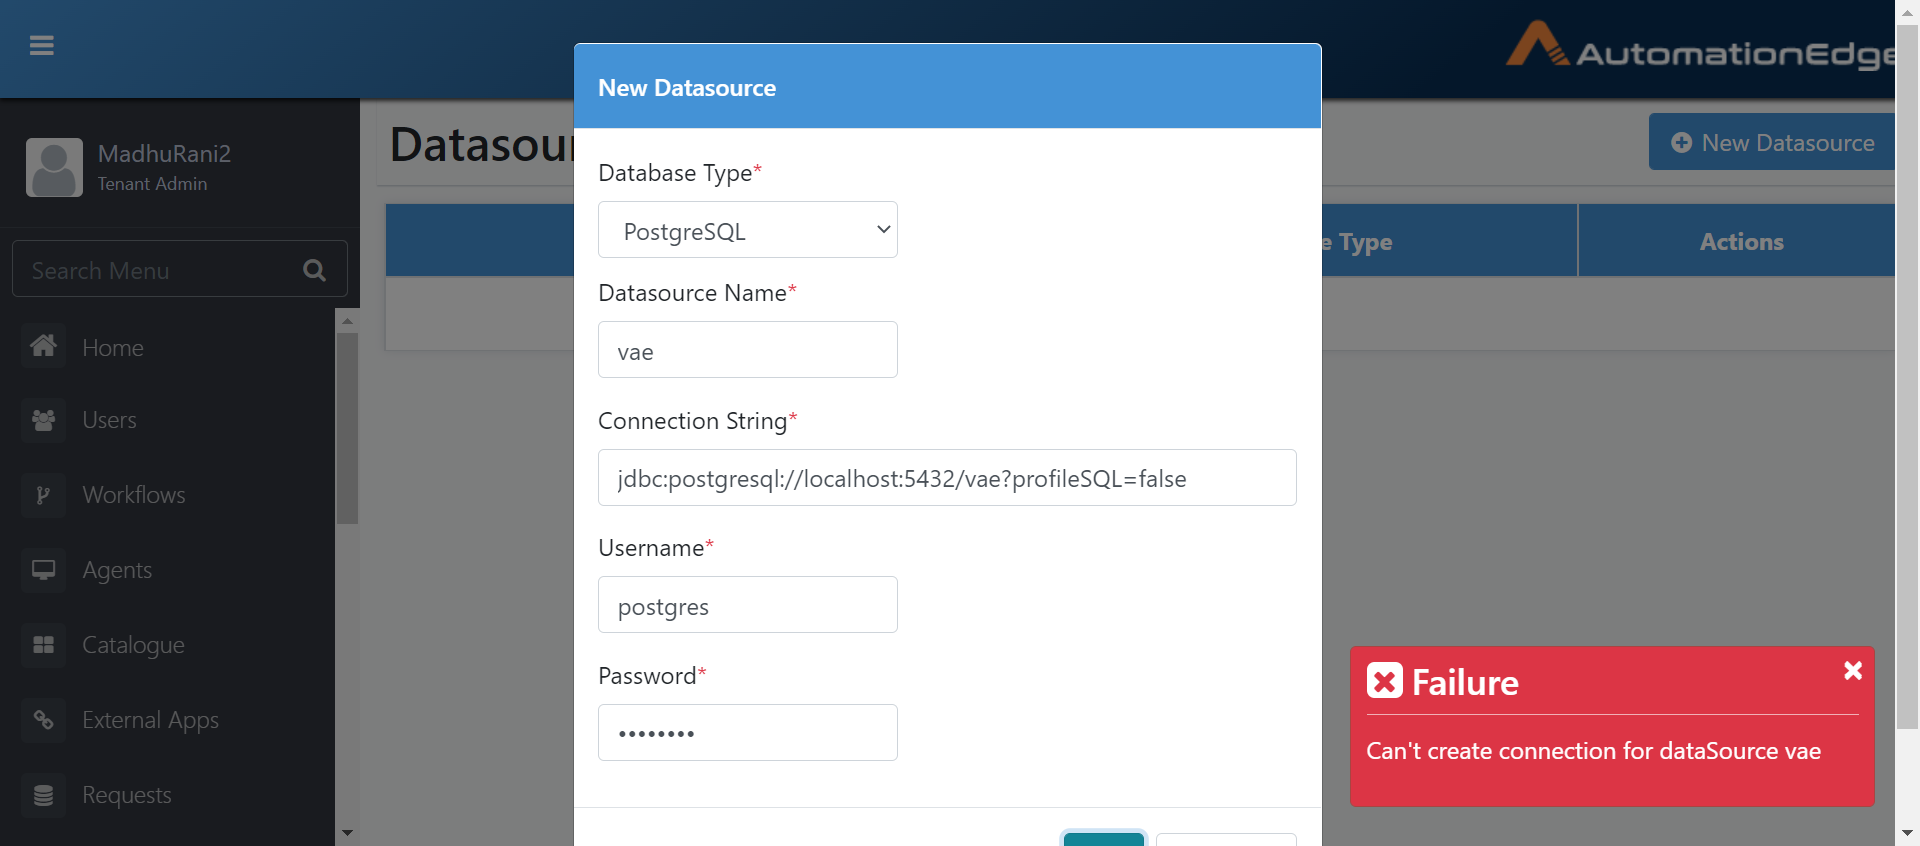 AutomationEdge
New Datasource
MadhuRani2
Tenant Admin
Datasour
New Datasource
Database Type*
PostgreSQL
Search Menu
e Type
Actions
Datasource Name*
vae
Home
Users
Connection String*
jdbc:postgresql://localhost:5432/vae?profileSQL=false
Workflows
Username*
Agents
postgres
Catalogue
Password*
Failure
External Apps
••••••••
Can't create connection for dataSource vae
Requests